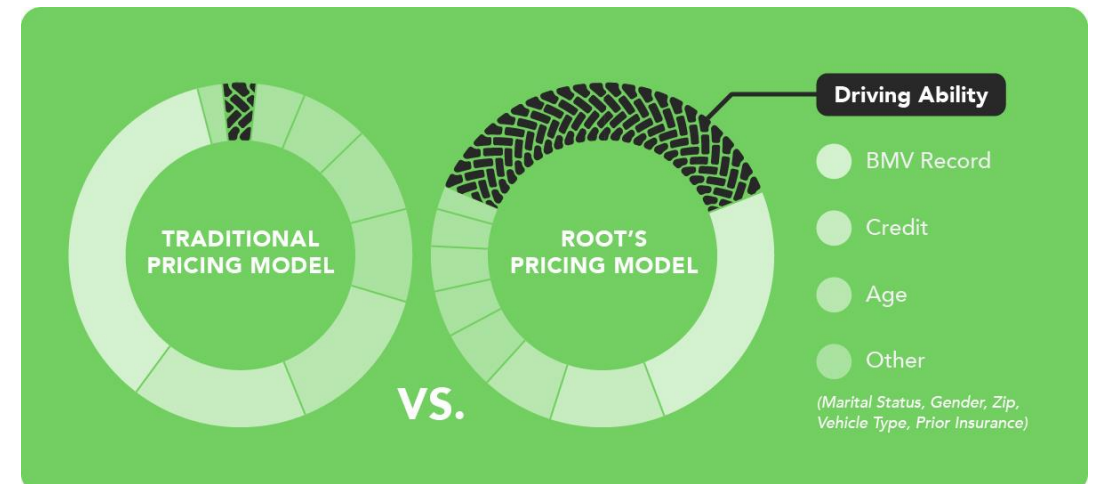 TRADITIONAL
PRICING MODEL
VS.
ROOT'S
PRICING MODEL
Driving Ability
BMV Record
Credit
Age
Other
(Marital Status, Gender, Zip,
Vehicle Type, Prior Insurance)